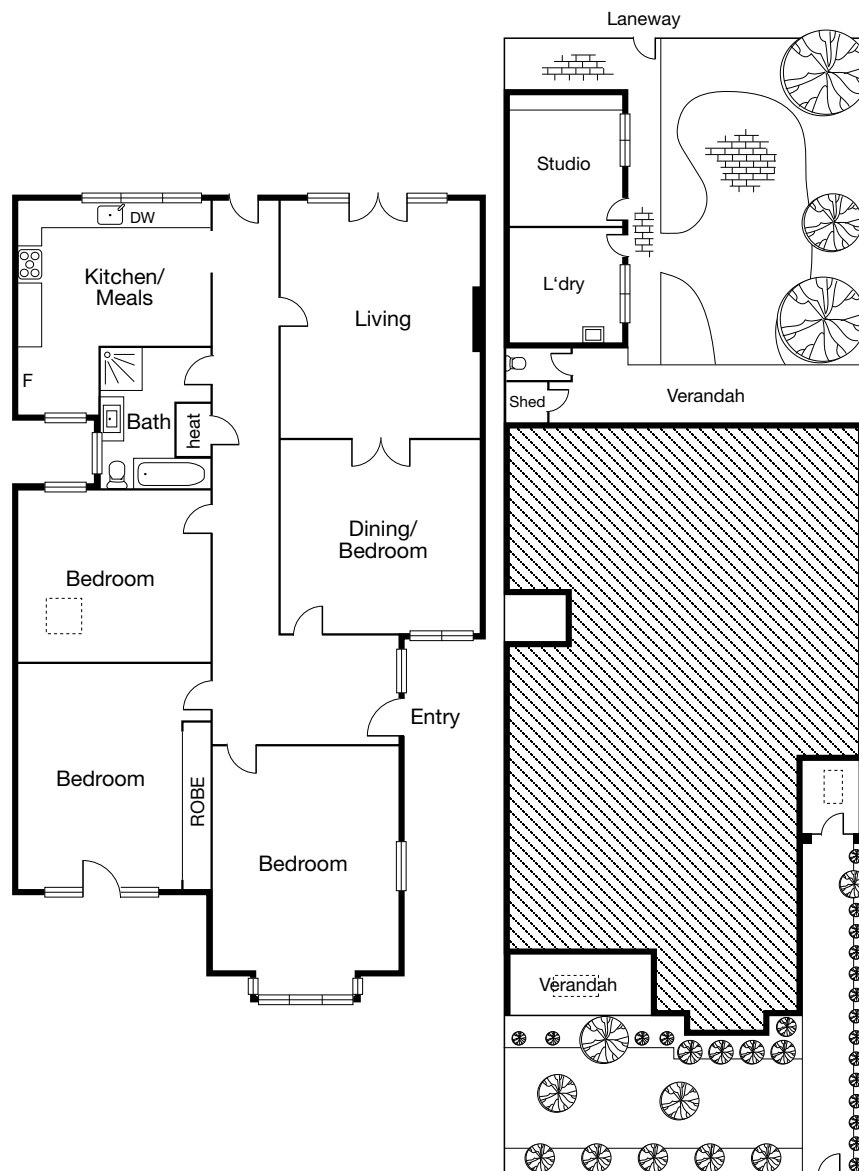 Laneway
Studio
DW
Kitchen/
Meals
L'dry
Living
F
Shed
Verandah
Bath
heat
Dining/
Bedroom
Bedroom
Entry
Bedroom
ROBE
Bedroom
Verandah